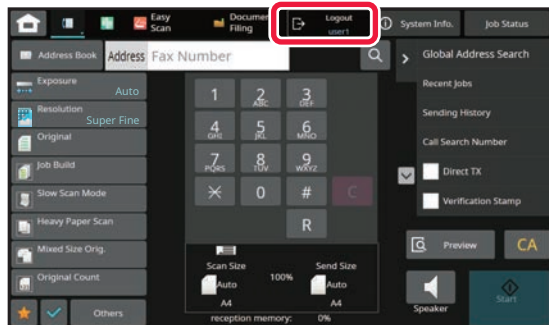 Easy
Scan
Documen
Filing
Logout
user1
System Info.
Job Status
Address Book
Address
Fax Number
Global Address Search
Exposure
Auto
Resolution
Super Fine
Original
Job Build
Slow Scan Mode
Heavy Paper Scan
Mixed Size Orig.
Original Count
Others
1
2
ABC
3
DEF
4
GHI
5
JKL
6
MNO
7
PQRS
8
TUV
9
WXYZ
0
#
C
R
Scan Size
Auto
A4
100%
Send Size
Auto
A4
reception memory:
0%
Recent Jobs
Sending History
Call Search Number
Direct TX
Verification Stamp
Preview
CA
Speaker
Start